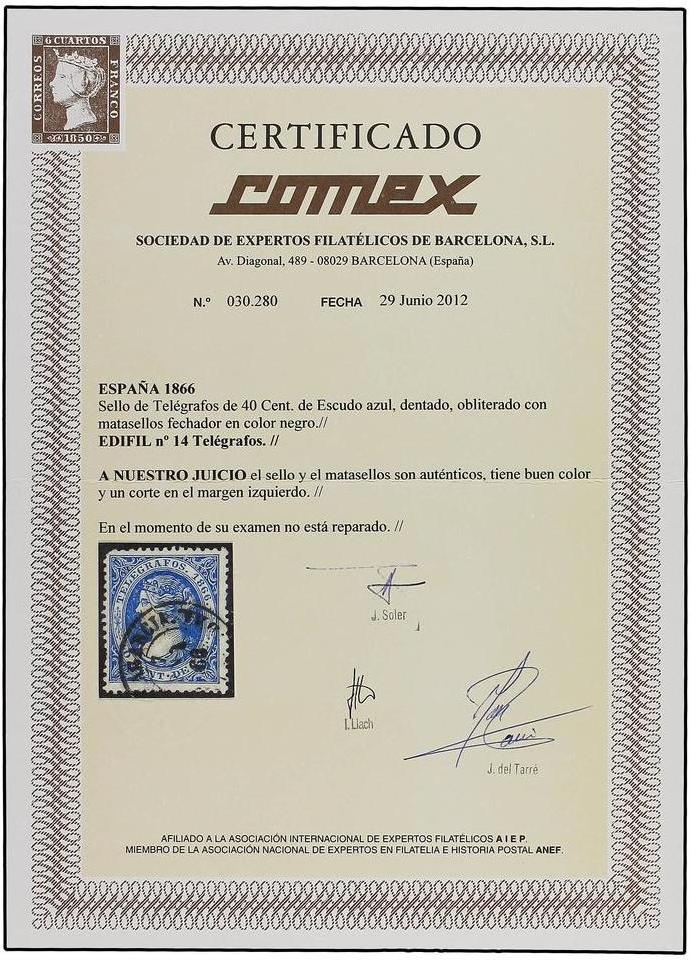 6 CUARTOS
CORREOS
FRANCO
1850
CERTIFICADO
comex
SOCIEDAD DE EXPERTOS FILATÉLICOS DE BARCELONA, S.L.
Av. Diagonal, 489 - 08029 BARCELONA (España)
N.º 030.280 FECHA 29 Junio 2012
ESPAÑA 1866
Sello de Telégrafos de 40 Cent. de Escudo azul, dentado, obliterado con
matasellos fechador en color negro.//
EDIFIL nº 14 Telégrafos. //
A NUESTRO JUICIO el sello y el matasellos son auténticos, tiene buen color
y un corte en el margen izquierdo. //
En el momento de su examen no está reparado. //
TELEGRAFOS. 1866
NT. DE
J. Soler
I. Llach
J. del Tarré
AFILIADO A LA ASOCIACIÓN INTERNACIONAL DE EXPERTOS FILATÉLICOS A I E P.
MIEMBRO DE LA ASOCIACIÓN NACIONAL DE EXPERTOS EN FILATELIA E HISTORIA POSTAL ANEF.